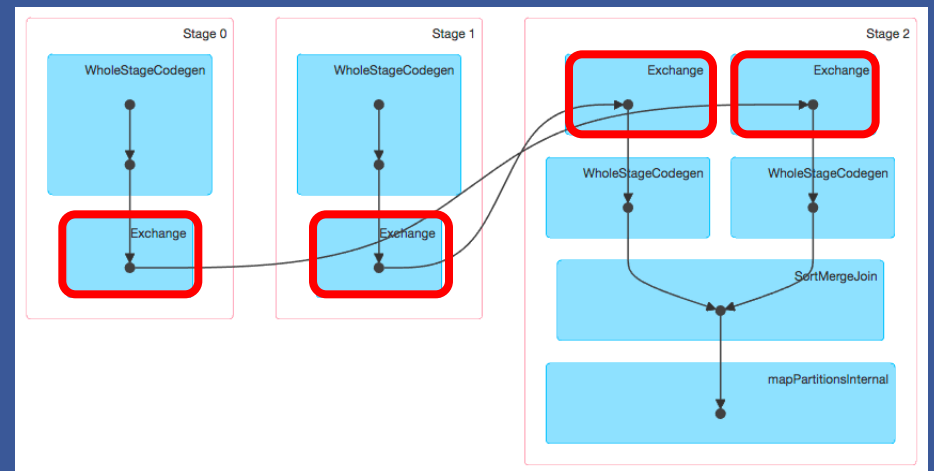 Stage 0
WholeStageCodegen
Exchange
Stage 1
WholeStageCodegen
Exchange
Stage 2
Exchange
Exchange
WholeStageCodegen
WholeStageCodegen
SortMergeJoin
mapPartitionsInternal